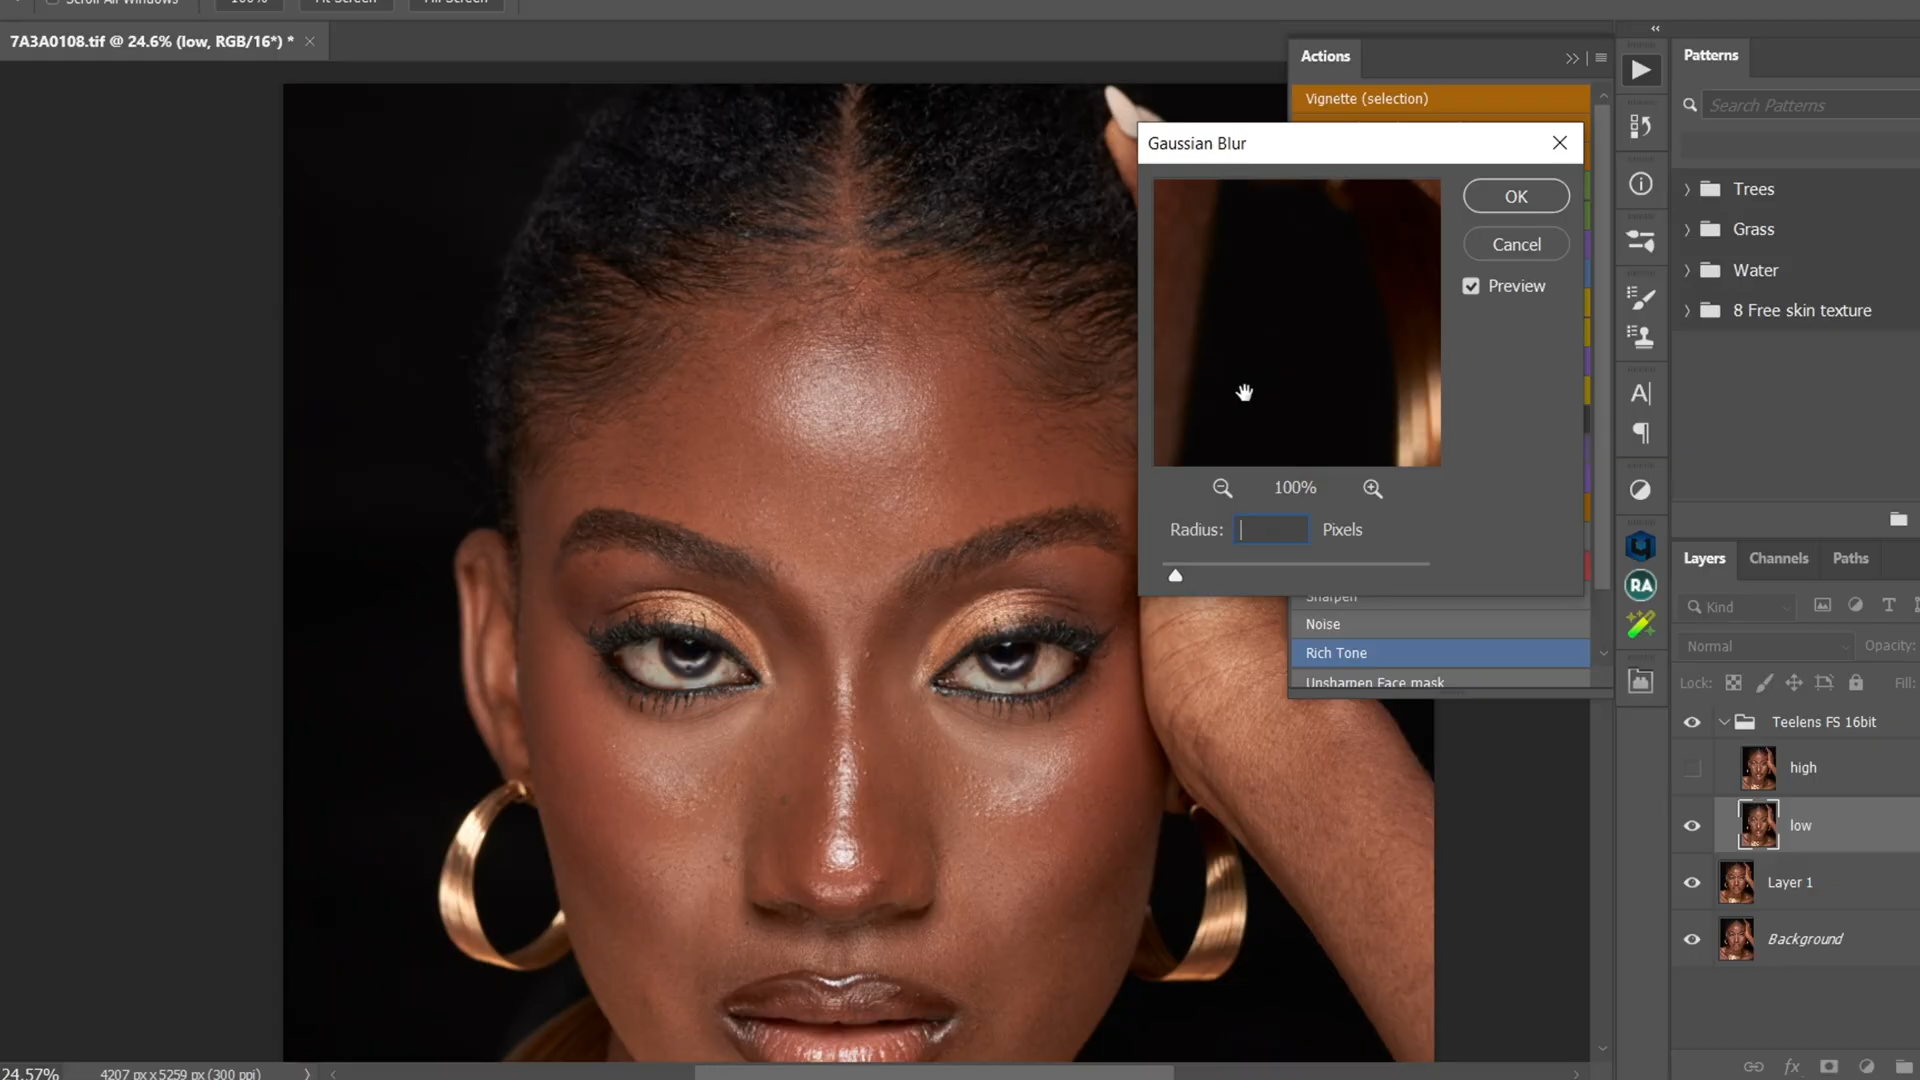 Scroll All Windows
100%
Fit Screen
Fill Screen
7A3A0108.tif @ 24.6% (low, RGB/16*) *
Actions
Vignette (selection)
Gaussian Blur
OK
Cancel
Preview
100%
Radius:
Pixels
Sharpen
Noise
Rich Tone
Unsharpen Face mask
Patterns
Search Patterns
Trees
Grass
Water
8 Free skin texture
RA
Layers
Channels
Paths
Kind
Normal
Opacity:
Lock:
Fill:
Teelens FS 16bit
high
low
Layer 1
Background
fx
24.57%
4207 px x 5259 px (300 ppi)